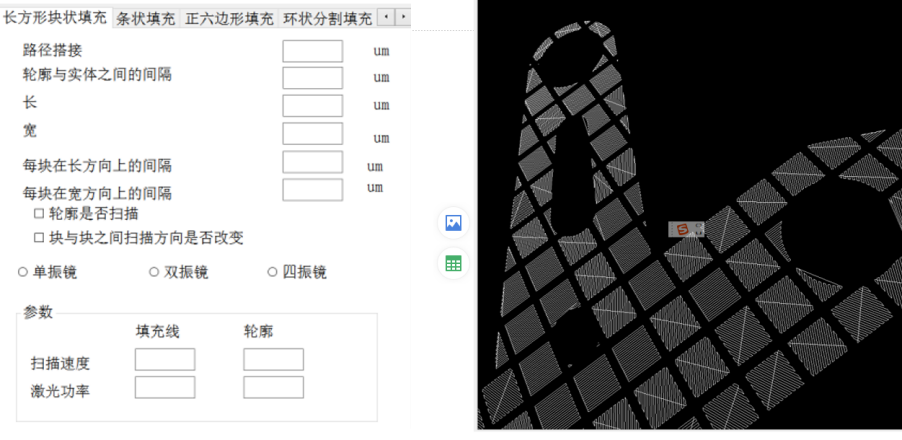 长方形块状填充 条状填充 正六边形填充 环状分割填充
路径搭接 um
轮廓与实体之间的间隔 um
长 um
宽 um
每块在长方向上的间隔 um
每块在宽方向上的间隔 um
轮廓是否扫描
块与块之间扫描方向是否改变
单振镜 双振镜 四振镜
参数
填充线 轮廓
扫描速度
激光功率